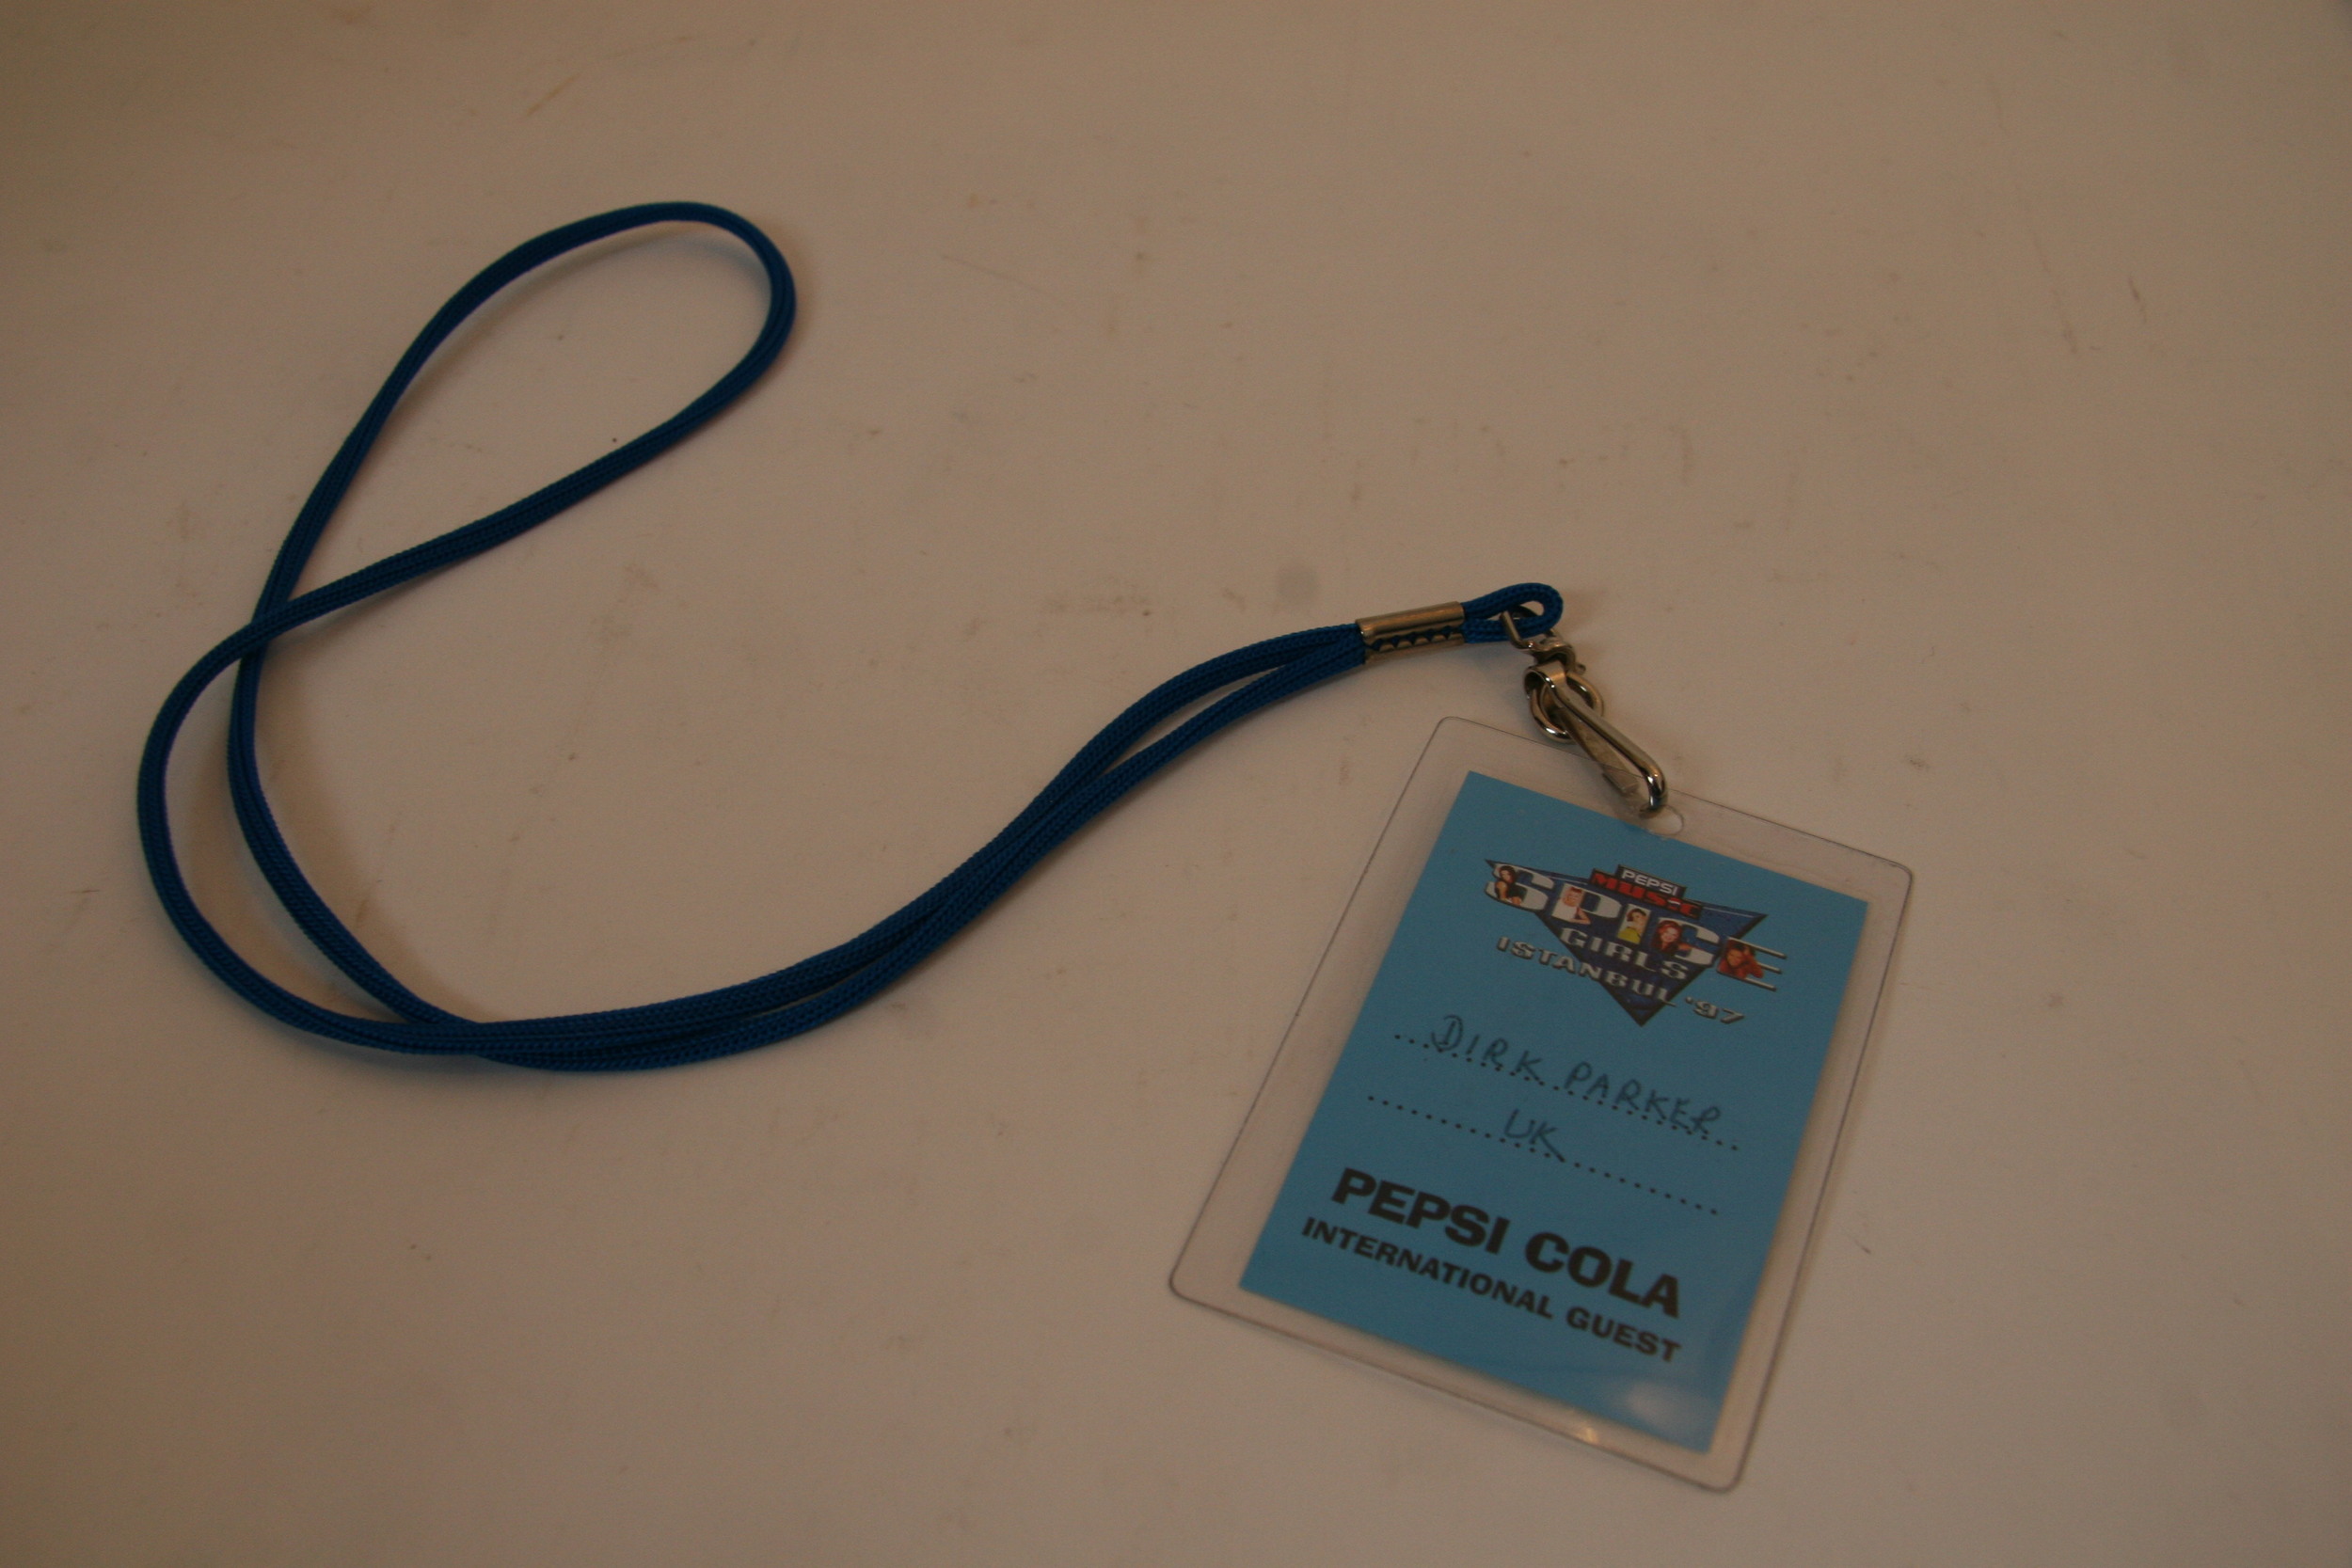 PEPSI
MUSIC
SPICE
GIRLS
ISTANBUL '97
DIRK PARKER
UK
PEPSI COLA
INTERNATIONAL GUEST